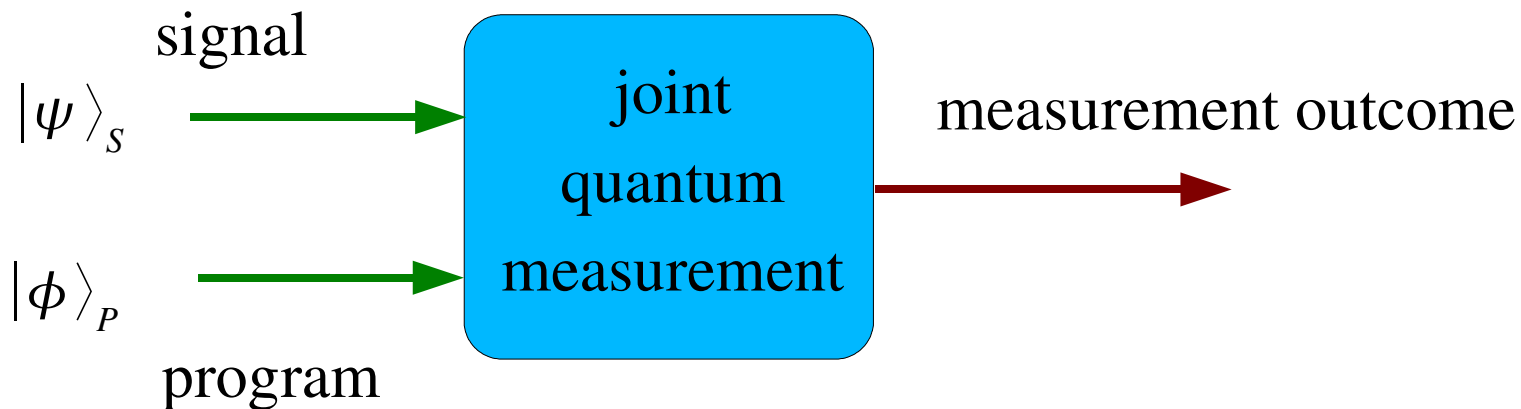 signal
|ψ⟩S
joint
quantum
measurement
measurement outcome
|ϕ⟩P
program